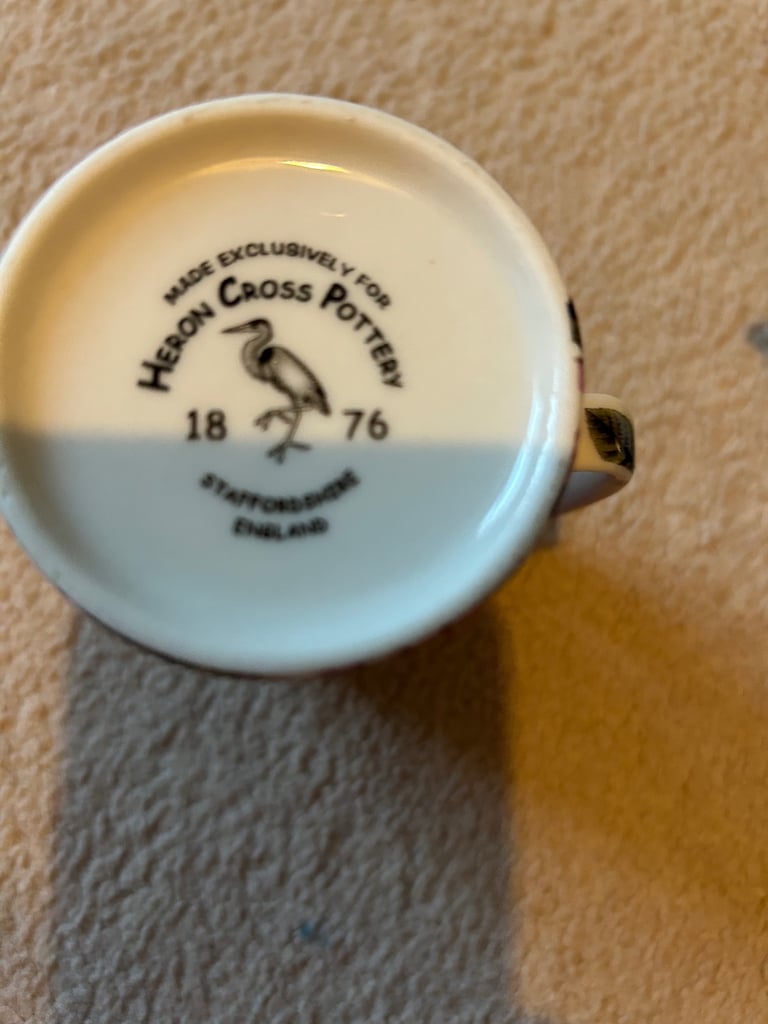 MADE EXCLUSIVELY FOR
HERON CROSS POTTERY
18 76
STAFFORDSHIRE
ENGLAND